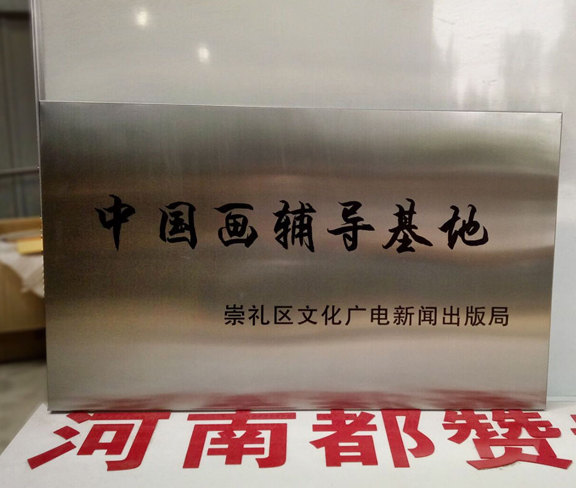 中国画辅导基地
崇礼区文化广电新闻出版局
河南都赞